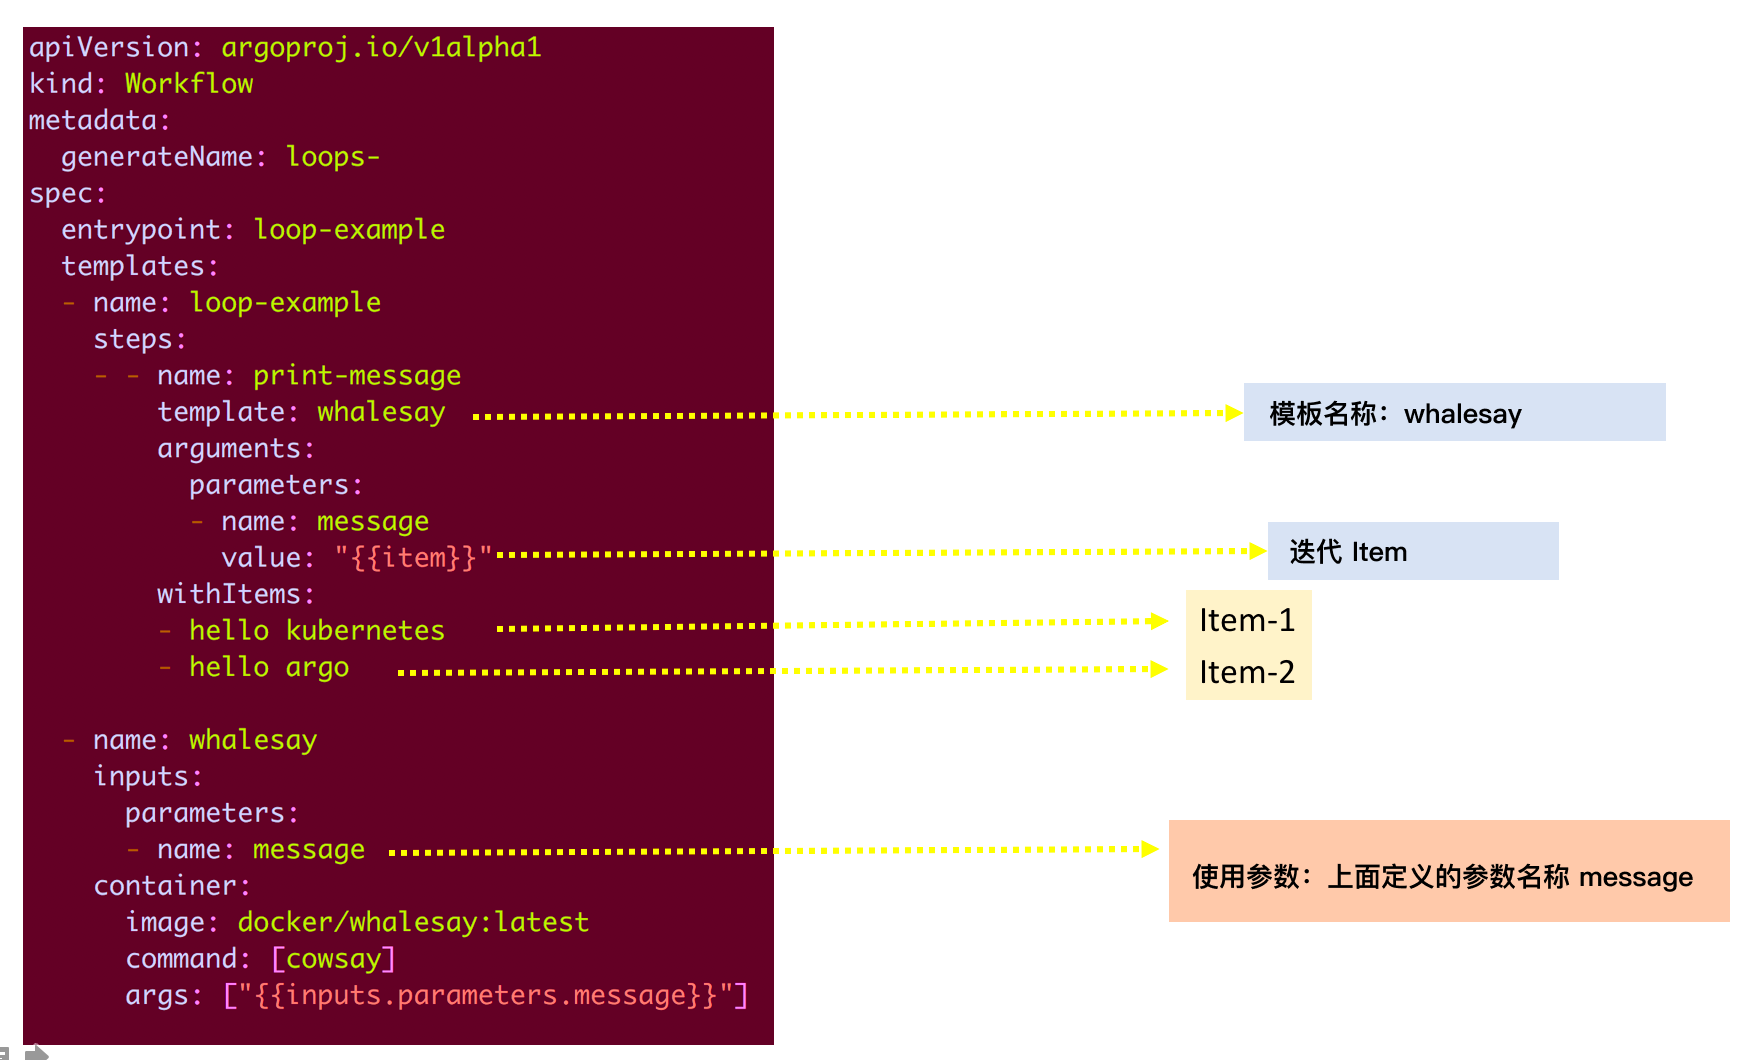 apiVersion: argoproj.io/v1alpha1
kind: Workflow
metadata:
  generateName: loops-
spec:
  entrypoint: loop-example
  templates:
  - name: loop-example
    steps:
    - - name: print-message
        template: whalesay
        arguments:
          parameters:
          - name: message
            value: "{{item}}"
        withItems:
        - hello kubernetes
        - hello argo
  - name: whalesay
    inputs:
      parameters:
      - name: message
    container:
      image: docker/whalesay:latest
      command: [cowsay]
      args: ["{{inputs.parameters.message}}"]
模板名称：whalesay
迭代 Item
Item-1
Item-2
使用参数：上面定义的参数名称 message